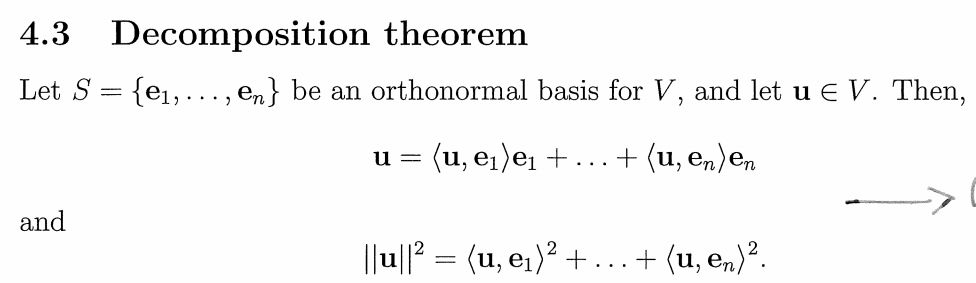 4.3 Decomposition theorem
Let S = {e₁, . . . , eₙ} be an orthonormal basis for V, and let u ∈ V. Then,
u = ⟨u, e₁⟩e₁ + . . . + ⟨u, eₙ⟩eₙ
and
||u||² = ⟨u, e₁⟩² + . . . + ⟨u, eₙ⟩².